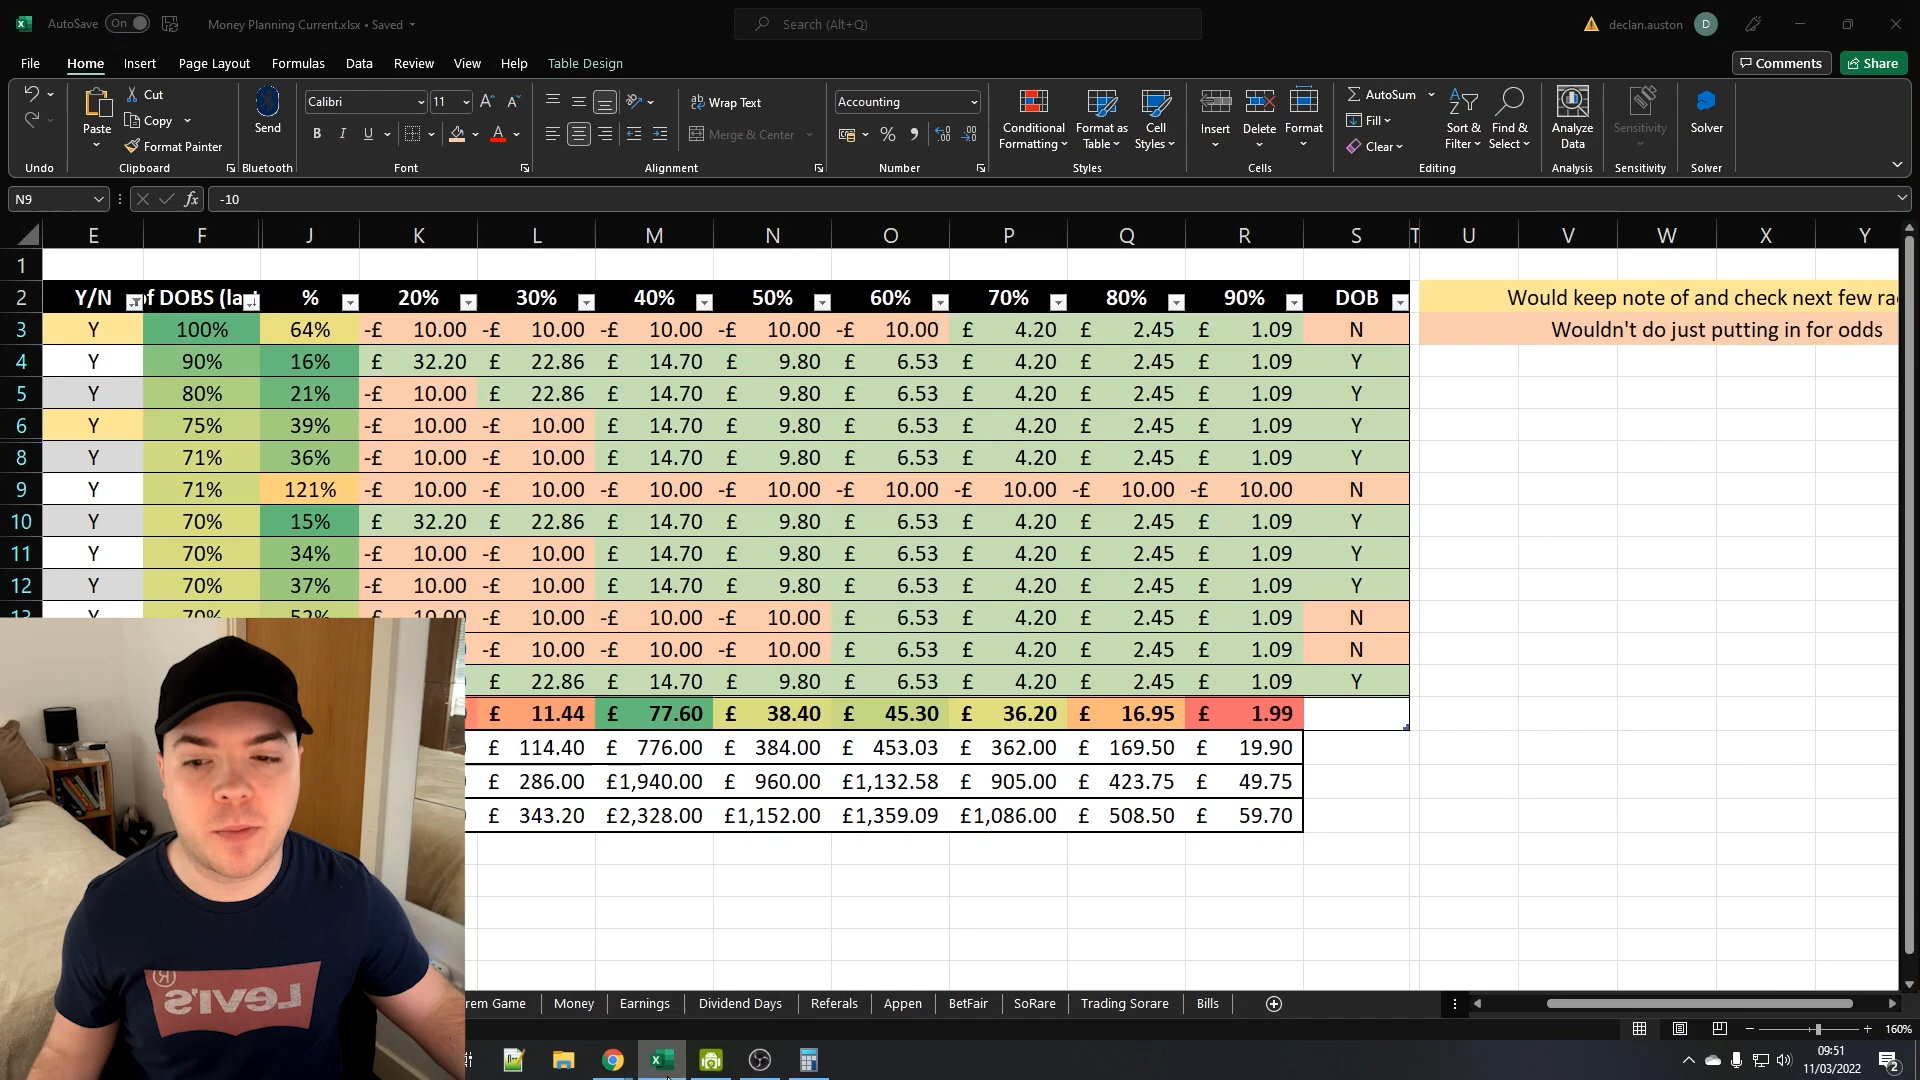 AutoSave On Money Planning Current.xlsx • Saved Search (Alt+Q) declan.auston D
File Home Insert Page Layout Formulas Data Review View Help Table Design Comments Share
Cut Calibri 11 Wrap Text Accounting AutoSum
Paste Copy Send Conditional Formatting Format as Table Cell Styles Insert Delete Format Fill Sort & Filter Find & Select Analyze Data Sensitivity Solver
Format Painter B I U Merge & Center % Clear
Undo Clipboard Bluetooth Font Alignment Number Styles Cells Editing Analysis Sensitivity Solver
N9 fx -10
E F J K L M N O P Q R S T U V W X Y
1
2 Y/N of DOBS (la % 20% 30% 40% 50% 60% 70% 80% 90% DOB Would keep note of and check next few ra
3 Y 100% 64% -£ 10.00 -£ 10.00 -£ 10.00 -£ 10.00 -£ 10.00 £ 4.20 £ 2.45 £ 1.09 N Wouldn't do just putting in for odds
4 Y 90% 16% £ 32.20 £ 22.86 £ 14.70 £ 9.80 £ 6.53 £ 4.20 £ 2.45 £ 1.09 Y
5 Y 80% 21% -£ 10.00 £ 22.86 £ 14.70 £ 9.80 £ 6.53 £ 4.20 £ 2.45 £ 1.09 Y
6 Y 75% 39% -£ 10.00 -£ 10.00 £ 14.70 £ 9.80 £ 6.53 £ 4.20 £ 2.45 £ 1.09 Y
8 Y 71% 36% -£ 10.00 -£ 10.00 £ 14.70 £ 9.80 £ 6.53 £ 4.20 £ 2.45 £ 1.09 Y
9 Y 71% 121% -£ 10.00 -£ 10.00 -£ 10.00 -£ 10.00 -£ 10.00 -£ 10.00 -£ 10.00 -£ 10.00 N
10 Y 70% 15% £ 32.20 £ 22.86 £ 14.70 £ 9.80 £ 6.53 £ 4.20 £ 2.45 £ 1.09 Y
11 Y 70% 34% -£ 10.00 -£ 10.00 £ 14.70 £ 9.80 £ 6.53 £ 4.20 £ 2.45 £ 1.09 Y
12 Y 70% 37% -£ 10.00 -£ 10.00 £ 14.70 £ 9.80 £ 6.53 £ 4.20 £ 2.45 £ 1.09 Y
13 Y 70% 52% -£ 10.00 -£ 10.00 -£ 10.00 -£ 10.00 £ 6.53 £ 4.20 £ 2.45 £ 1.09 N
-£ 10.00 -£ 10.00 -£ 10.00 £ 6.53 £ 4.20 £ 2.45 £ 1.09 N
£ 22.86 £ 14.70 £ 9.80 £ 6.53 £ 4.20 £ 2.45 £ 1.09 Y
£ 11.44 £ 77.60 £ 38.40 £ 45.30 £ 36.20 £ 16.95 £ 1.99
£ 114.40 £ 776.00 £ 384.00 £ 453.03 £ 362.00 £ 169.50 £ 19.90
£ 286.00 £1,940.00 £ 960.00 £1,132.58 £ 905.00 £ 423.75 £ 49.75
£ 343.20 £2,328.00 £1,152.00 £1,359.09 £1,086.00 £ 508.50 £ 59.70
LEVI'S ®
rem Game Money Earnings Dividend Days Referals Appen BetFair SoRare Trading Sorare Bills
160%
09:51
11/03/2022
2